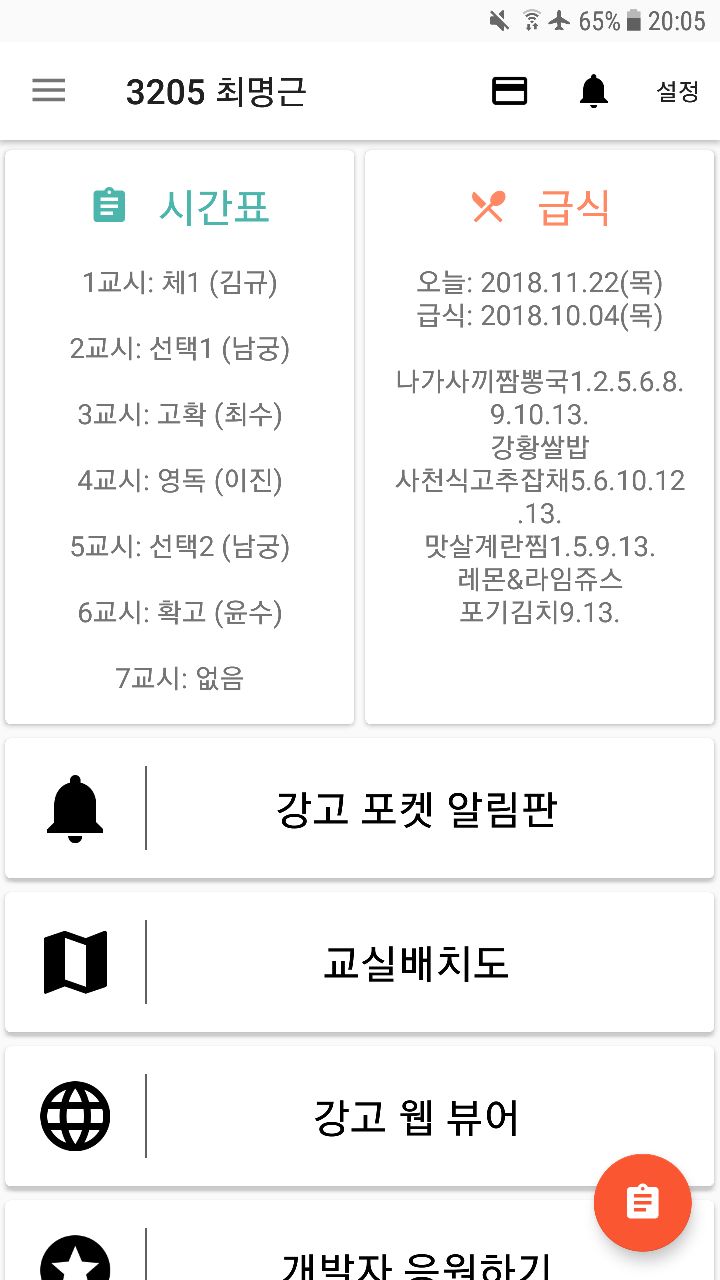 65% 20:05
3205 최명근 설정
시간표
1교시: 체1 (김규)
2교시: 선택1 (남궁)
3교시: 고확 (최수)
4교시: 영독 (이진)
5교시: 선택2 (남궁)
6교시: 확고 (윤수)
7교시: 없음
급식
오늘: 2018.11.22(목)
급식: 2018.10.04(목)
나가사끼짬뽕국1.2.5.6.8.
9.10.13.
강황쌀밥
사천식고추잡채5.6.10.12
.13.
맛살계란찜1.5.9.13.
레몬&라임쥬스
포기김치9.13.
강고 포켓 알림판
교실배치도
강고 웹 뷰어
개발자 응원하기